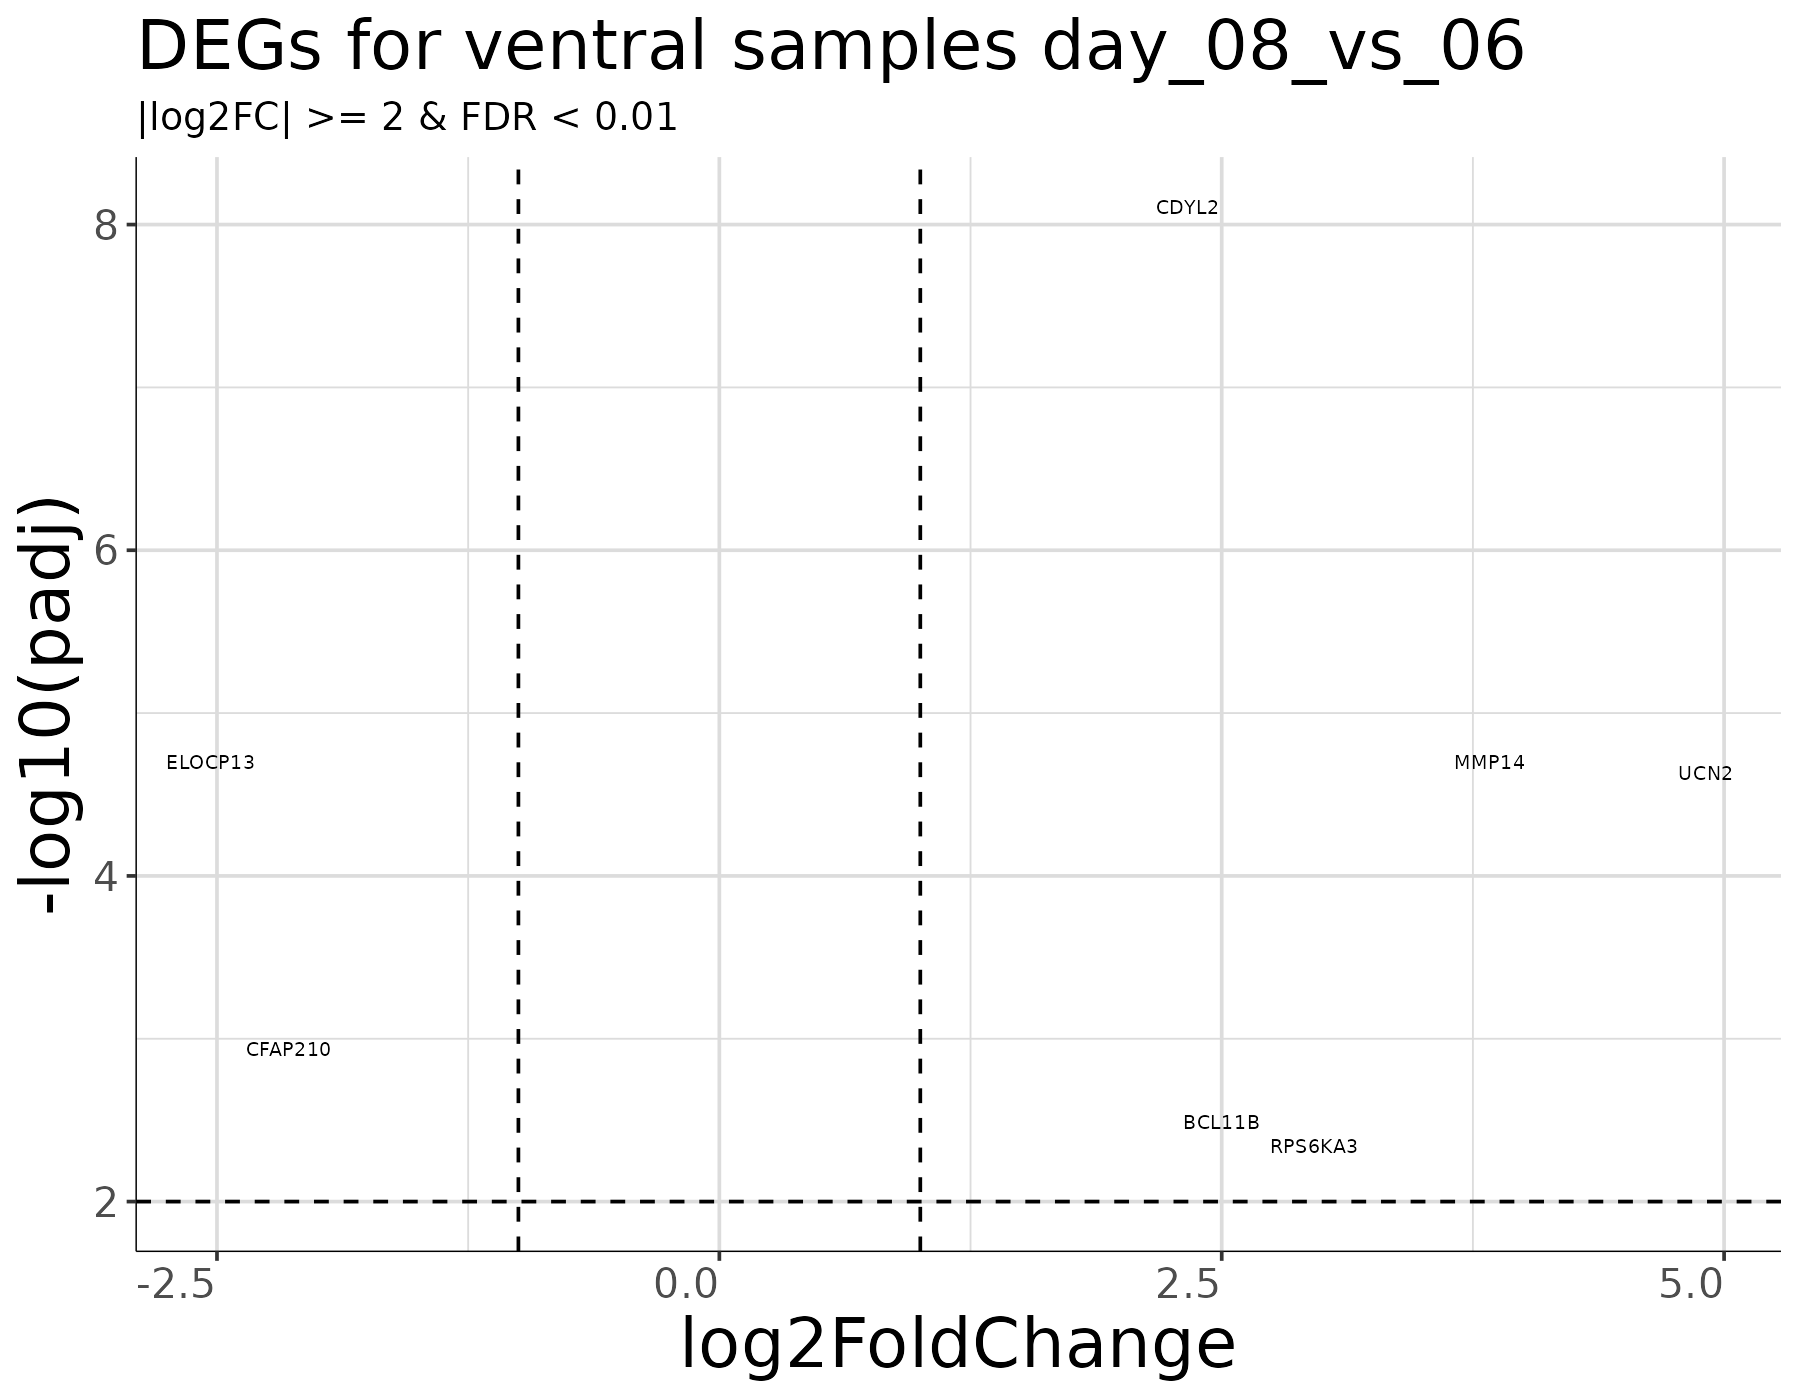 DEGs for ventral samples day_08_vs_06
|log2FC| >= 2 & FDR < 0.01
-log10(padj)
8
6
4
2
CDYL2
ELOCP13
MMP14
UCN2
CFAP210
BCL11B
RPS6KA3
-2.5 0.0 2.5 5.0
log2FoldChange